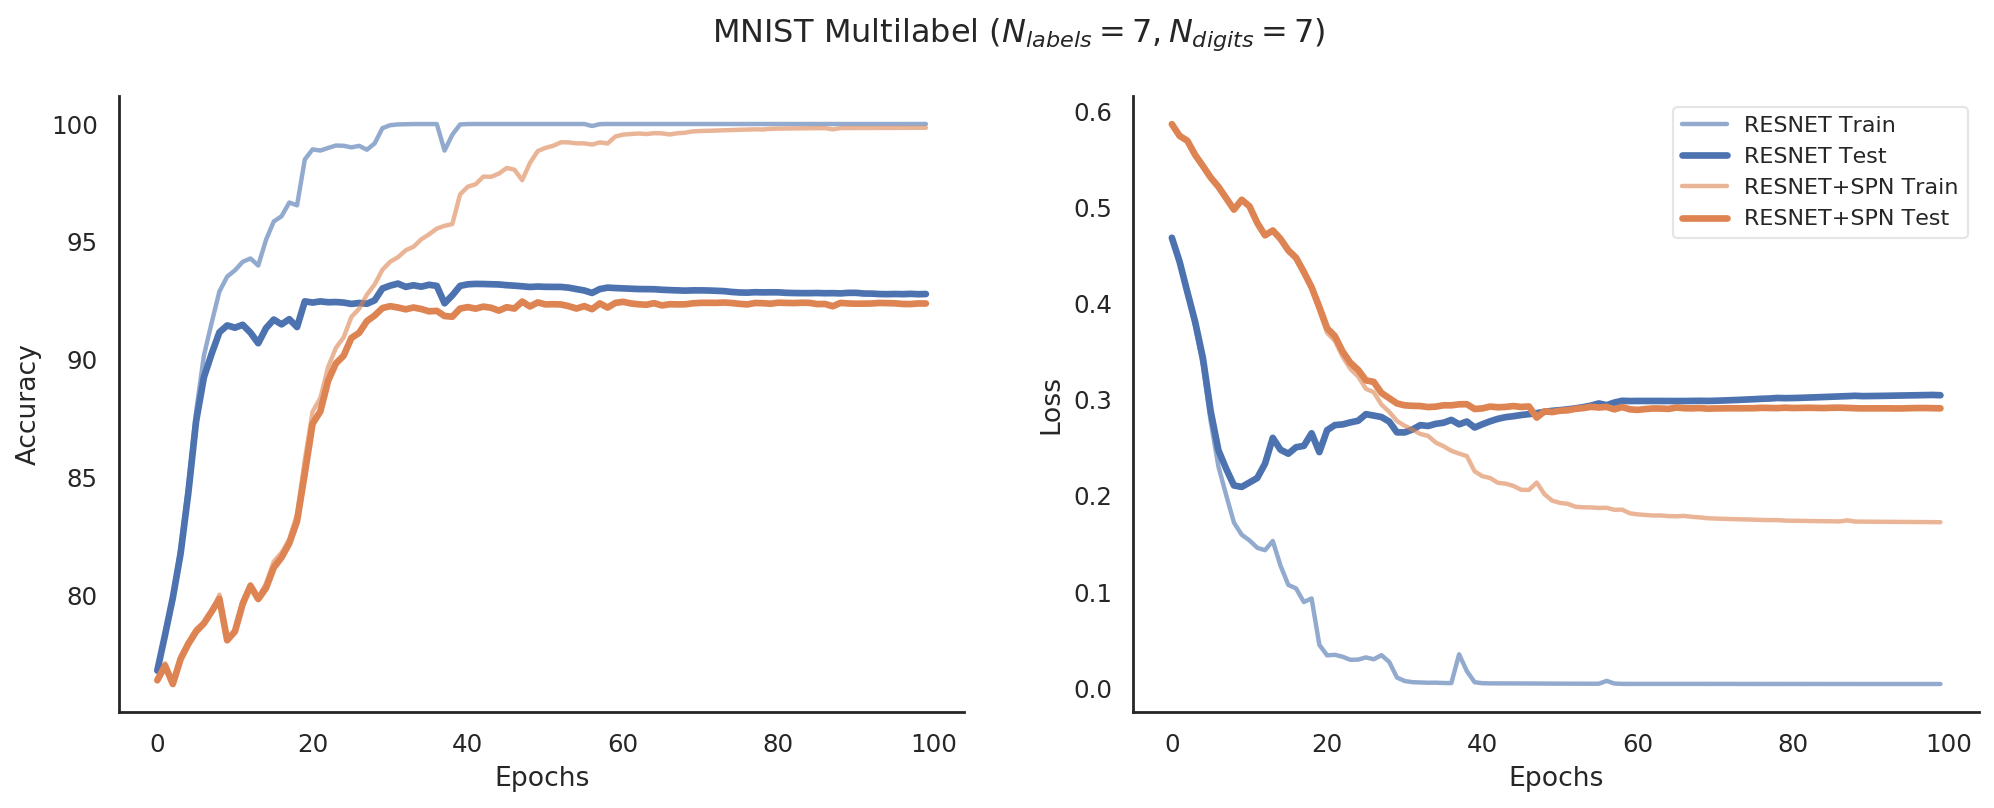 MNIST Multilabel (N_labels = 7, N_digits = 7)
Accuracy
100
95
90
85
80
0 20 40 60 80 100
Epochs
Loss
0.6
0.5
0.4
0.3
0.2
0.1
0.0
0 20 40 60 80 100
Epochs
RESNET Train
RESNET Test
RESNET+SPN Train
RESNET+SPN Test